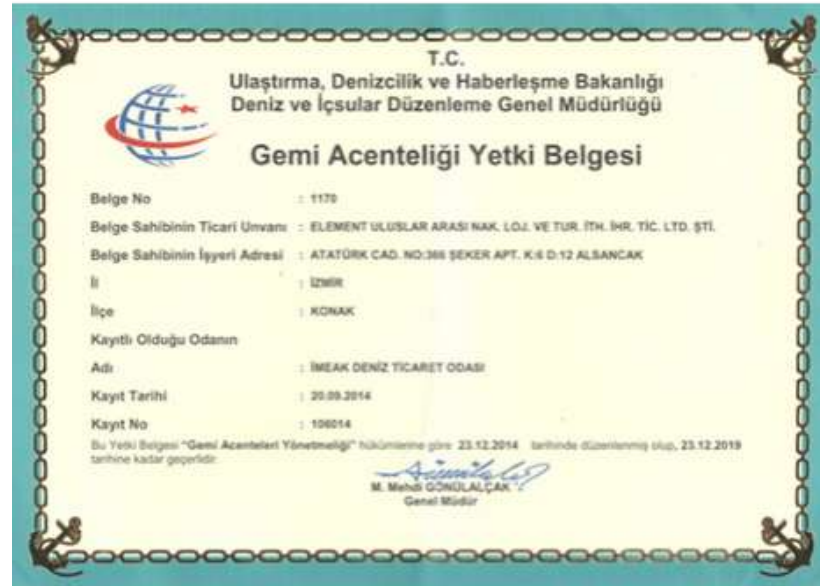 T.C.
Ulaştırma, Denizcilik ve Haberleşme Bakanlığı
Deniz ve İçsular Düzenleme Genel Müdürlüğü
Gemi Acenteliği Yetki Belgesi
Belge No : 1170
Belge Sahibinin Ticari Unvanı : ELEMENT ULUSLAR ARASI NAK. LOJ. VE TUR. İTH. İHR. TİC. LTD. ŞTİ.
Belge Sahibinin İşyeri Adresi : ATATÜRK CAD. NO:366 ŞEKER APT. K:6 D:12 ALSANCAK
İl : İZMİR
İlçe : KONAK
Kayıtlı Olduğu Odanın
Adı : İMEAK DENİZ TİCARET ODASI
Kayıt Tarihi : 20.09.2014
Kayıt No : 106014
Bu Yetki Belgesi "Gemi Acenteleri Yönetmeliği" hükümlerine göre 23.12.2014 tarihinde düzenlenmiş olup, 23.12.2019
tarihine kadar geçerlidir.
M. Mehdi GÖNÜLALÇAK
Genel Müdür